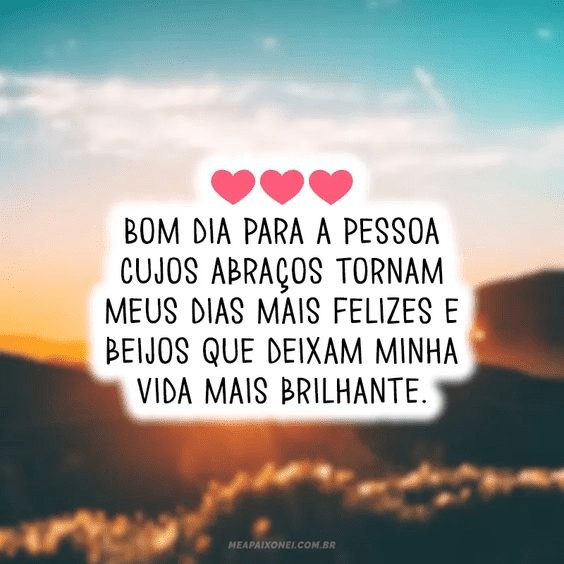 BOM DIA PARA A PESSOA
CUJOS ABRAÇOS TORNAM
MEUS DIAS MAIS FELIZES E
BEIJOS QUE DEIXAM MINHA
VIDA MAIS BRILHANTE.
MEAPAIXONEI.COM.BR